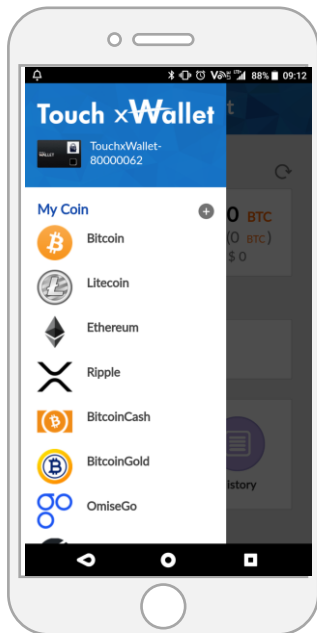 88% 09:12
Touch x₩allet
t
TouchxWallet-
80000062
My Coin
0 BTC
(0 BTC)
$ 0
Bitcoin
Litecoin
Ethereum
Ripple
BitcoinCash
BitcoinGold
OmiseGo
istory